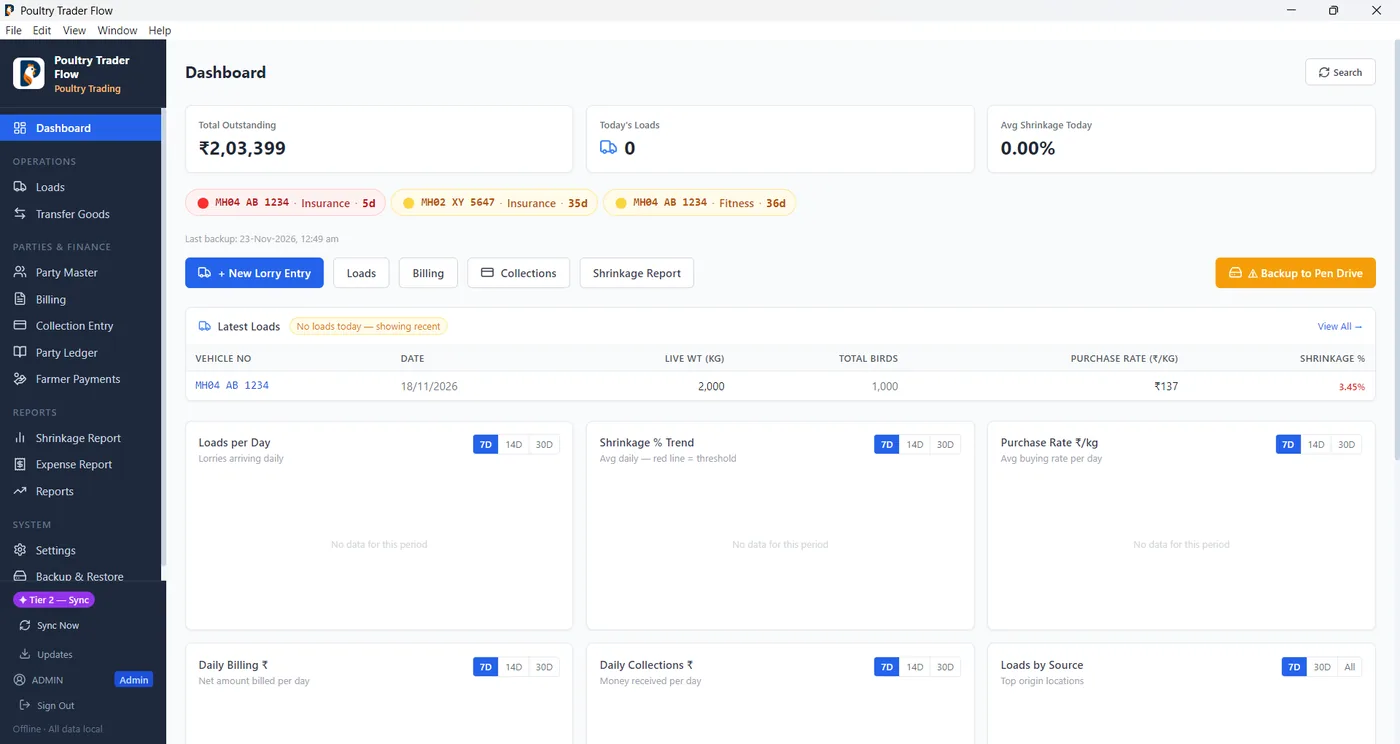 Poultry Trader Flow
File Edit View Window Help
Poultry Trader
Flow
Poultry Trading
Dashboard
OPERATIONS
Loads
Transfer Goods
PARTIES & FINANCE
Party Master
Billing
Collection Entry
Party Ledger
Farmer Payments
REPORTS
Shrinkage Report
Expense Report
Reports
SYSTEM
Settings
Backup & Restore
Tier 2 — Sync
Sync Now
Updates
ADMIN Admin
Sign Out
Offline · All data local
Dashboard
Search
Total Outstanding
₹2,03,399
Today's Loads
0
Avg Shrinkage Today
0.00%
MH04 AB 1234 · Insurance · 5d
MH02 XY 5647 · Insurance · 35d
MH04 AB 1234 · Fitness · 36d
Last backup: 23-Nov-2026, 12:49 am
+ New Lorry Entry
Loads
Billing
Collections
Shrinkage Report
⚠ Backup to Pen Drive
Latest Loads No loads today — showing recent View All →
VEHICLE NO DATE LIVE WT (KG) TOTAL BIRDS PURCHASE RATE (₹/KG) SHRINKAGE %
MH04 AB 1234 18/11/2026 2,000 1,000 ₹137 3.45%
Loads per Day 7D 14D 30D
Lorries arriving daily
No data for this period
Shrinkage % Trend 7D 14D 30D
Avg daily — red line = threshold
No data for this period
Purchase Rate ₹/kg 7D 14D 30D
Avg buying rate per day
No data for this period
Daily Billing ₹ 7D 14D 30D
Net amount billed per day
Daily Collections ₹ 7D 14D 30D
Money received per day
Loads by Source 7D 30D All
Top origin locations